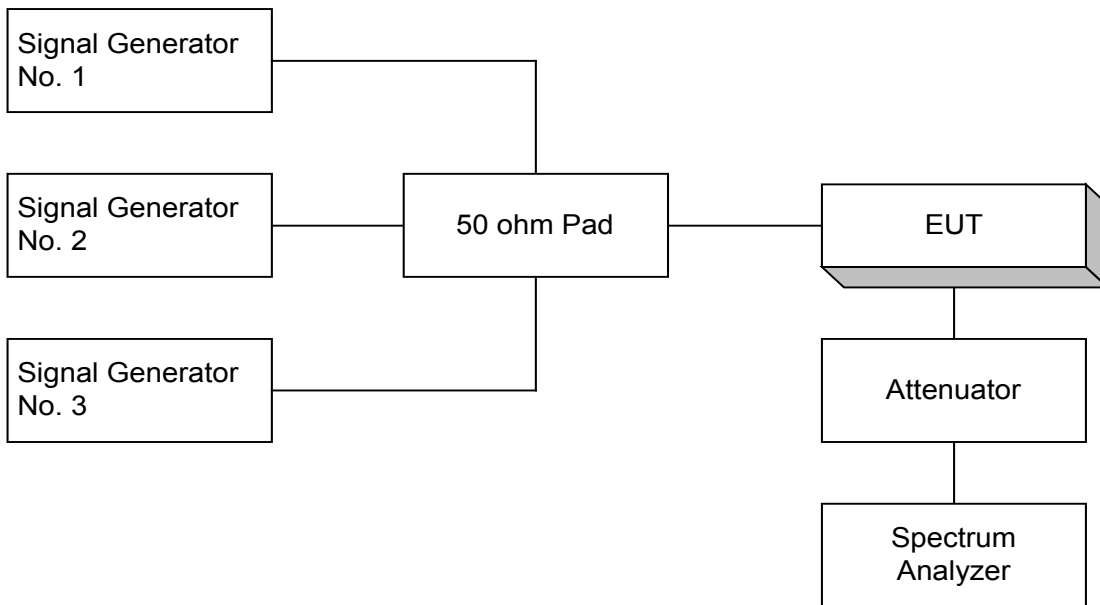 Signal Generator
No. 1
Signal Generator
No. 2
50 ohm Pad
EUT
Signal Generator
No. 3
Attenuator
Spectrum
Analyzer